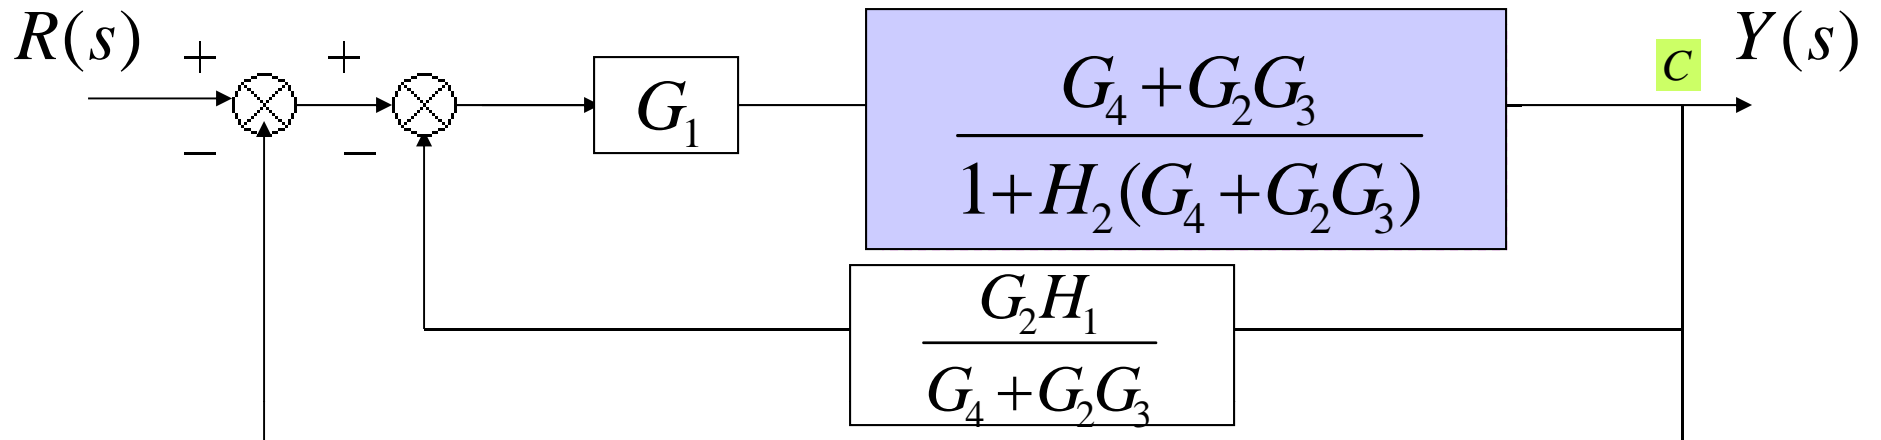 R(s) + + C Y(s)
G₁
G₄ + G₂G₃
1 + H₂(G₄ + G₂G₃)
− −
G₂H₁
G₄ + G₂G₃